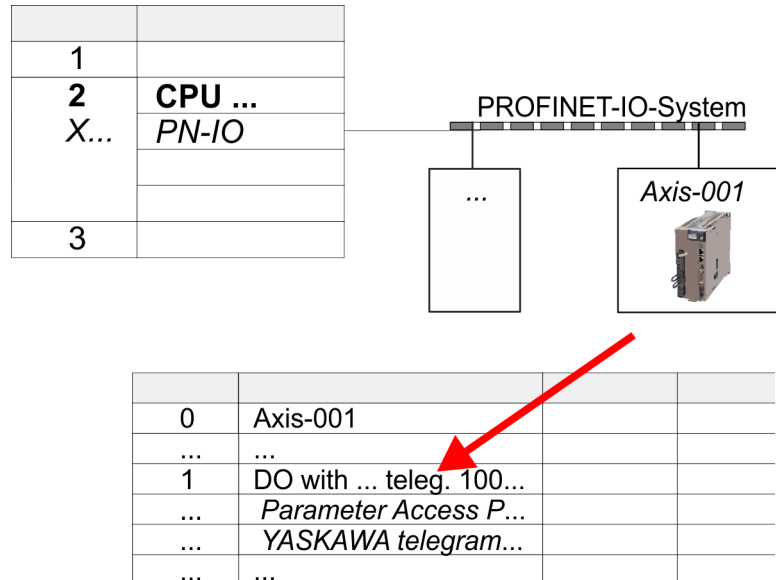 1
2 CPU ...
X... PN-IO
3
PROFINET-IO-System
...
Axis-001
0 Axis-001
... ...
1 DO with ... teleg. 100...
... Parameter Access P...
... YASKAWA telegram...
... ...